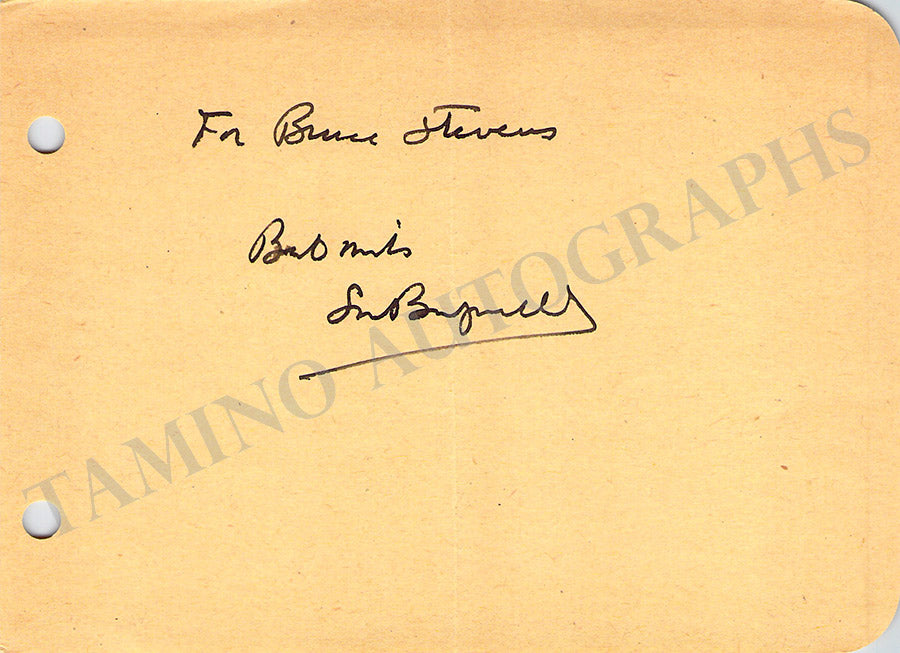 For Bruce Stevens
Best wishes
TAMINO AUTOGRAPHS